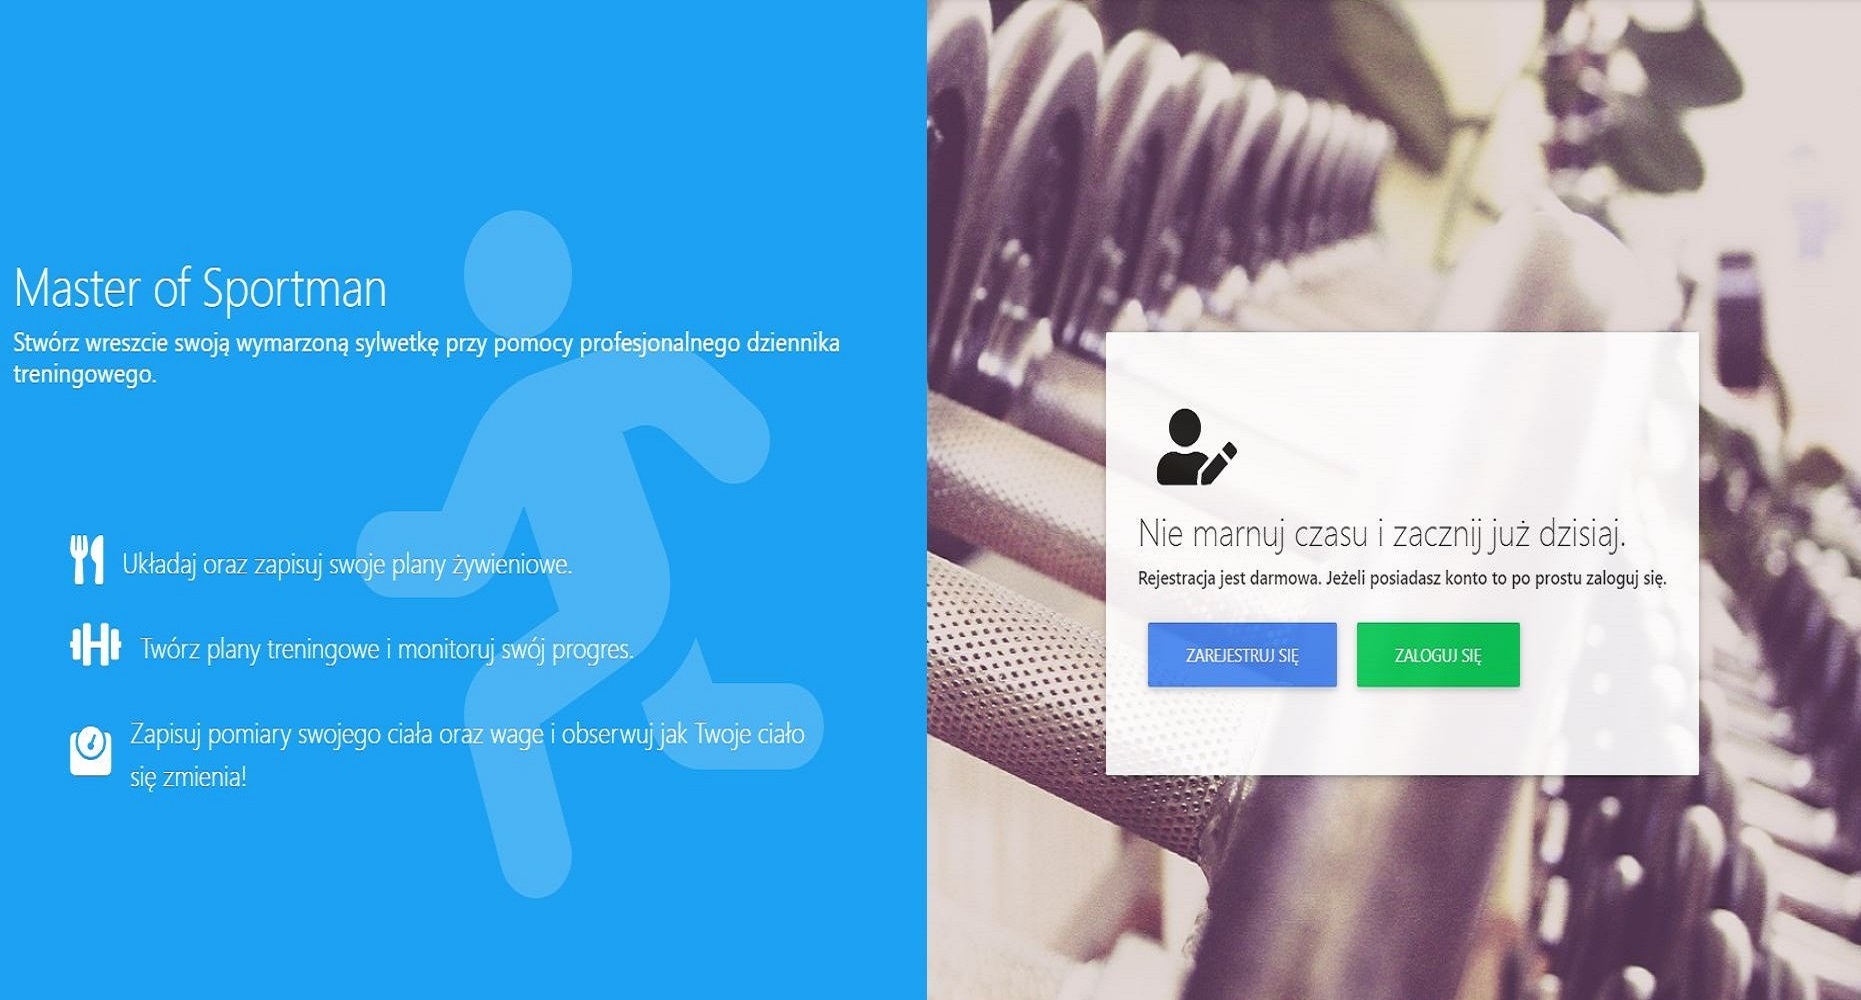 Master of Sportman
Stwórz wreszcie swoją wymarzoną sylwetkę przy pomocy profesjonalnego dziennika
treningowego.
Układaj oraz zapisuj swoje plany żywieniowe.
Twórz plany treningowe i monitoruj swój progres.
Zapisuj pomiary swojego ciała oraz wage i obserwuj jak Twoje ciało
się zmienia!
Nie marnuj czasu i zacznij już dzisiaj.
Rejestracja jest darmowa. Jeżeli posiadasz konto to po prostu zaloguj się.
ZAREJESTRUJ SIĘ
ZALOGUJ SIĘ